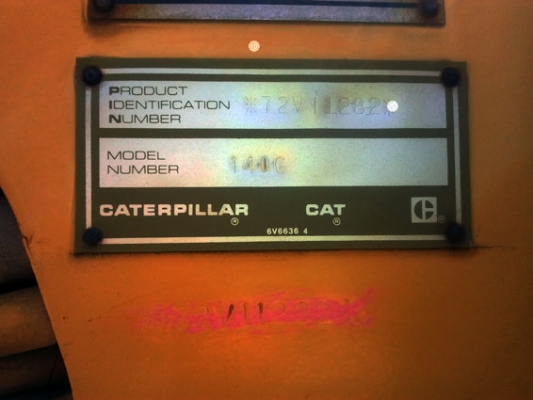 PRODUCT
IDENTIFICATION
NUMBER
MODEL
NUMBER
140G
CATERPILLAR CAT C
® ® ®
6V6636 4